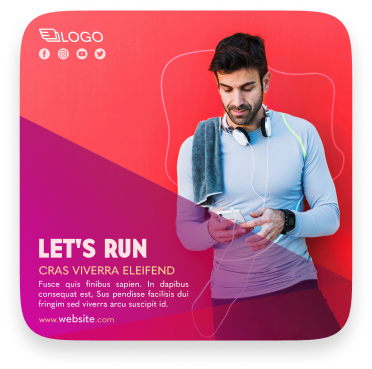 LOGO
LET'S RUN
CRAS VIVERRA ELEIFEND
Fusce quis finibus sapien. In dapibus
consequat est, Sus pendisse facilisis dui
fringim sed viverra arcu suscipit id.
www.website.com